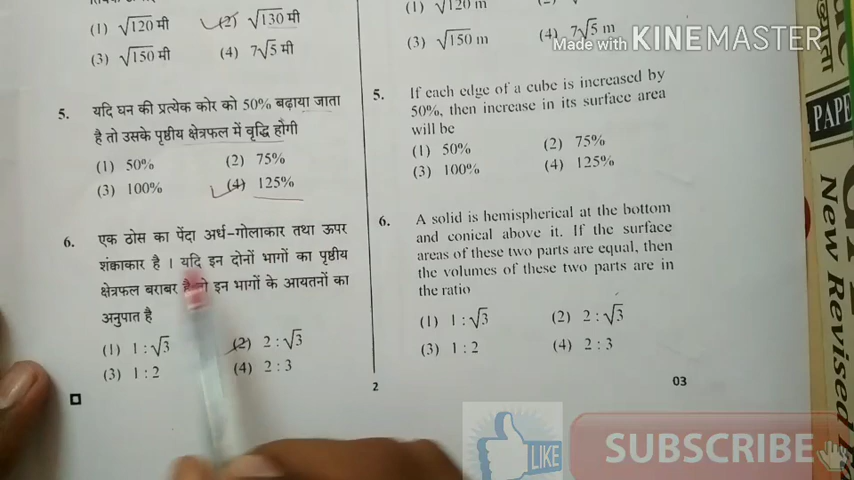 (1) √120 मी (2) √130 मी
(3) √150 मी (4) 7√5 मी
5. यदि घन की प्रत्येक कोर को 50% बढ़ाया जाता
है तो उसके पृष्ठीय क्षेत्रफल में वृद्धि होगी
(1) 50% (2) 75%
(3) 100% (4) 125%
6. एक ठोस का पेंदा अर्ध-गोलाकार तथा ऊपर
शंक्वाकार है । यदि इन दोनों भागों का पृष्ठीय
क्षेत्रफल बराबर है तो इन भागों के आयतनों का
अनुपात है
(1) 1 : √3 (2) 2 : √3
(3) 1 : 2 (4) 2 : 3
2
(1) √120 m
(3) √150 m (4) 7√5 m
5. If each edge of a cube is increased by
50%, then increase in its surface area
will be
(1) 50% (2) 75%
(3) 100% (4) 125%
6. A solid is hemispherical at the bottom
and conical above it. If the surface
areas of these two parts are equal, then
the volumes of these two parts are in
the ratio
(1) 1 : √3 (2) 2 : √3
(3) 1 : 2 (4) 2 : 3
03
Made with KINEMASTER
PAPE
New Rev
LIKE
SUBSCRIBE